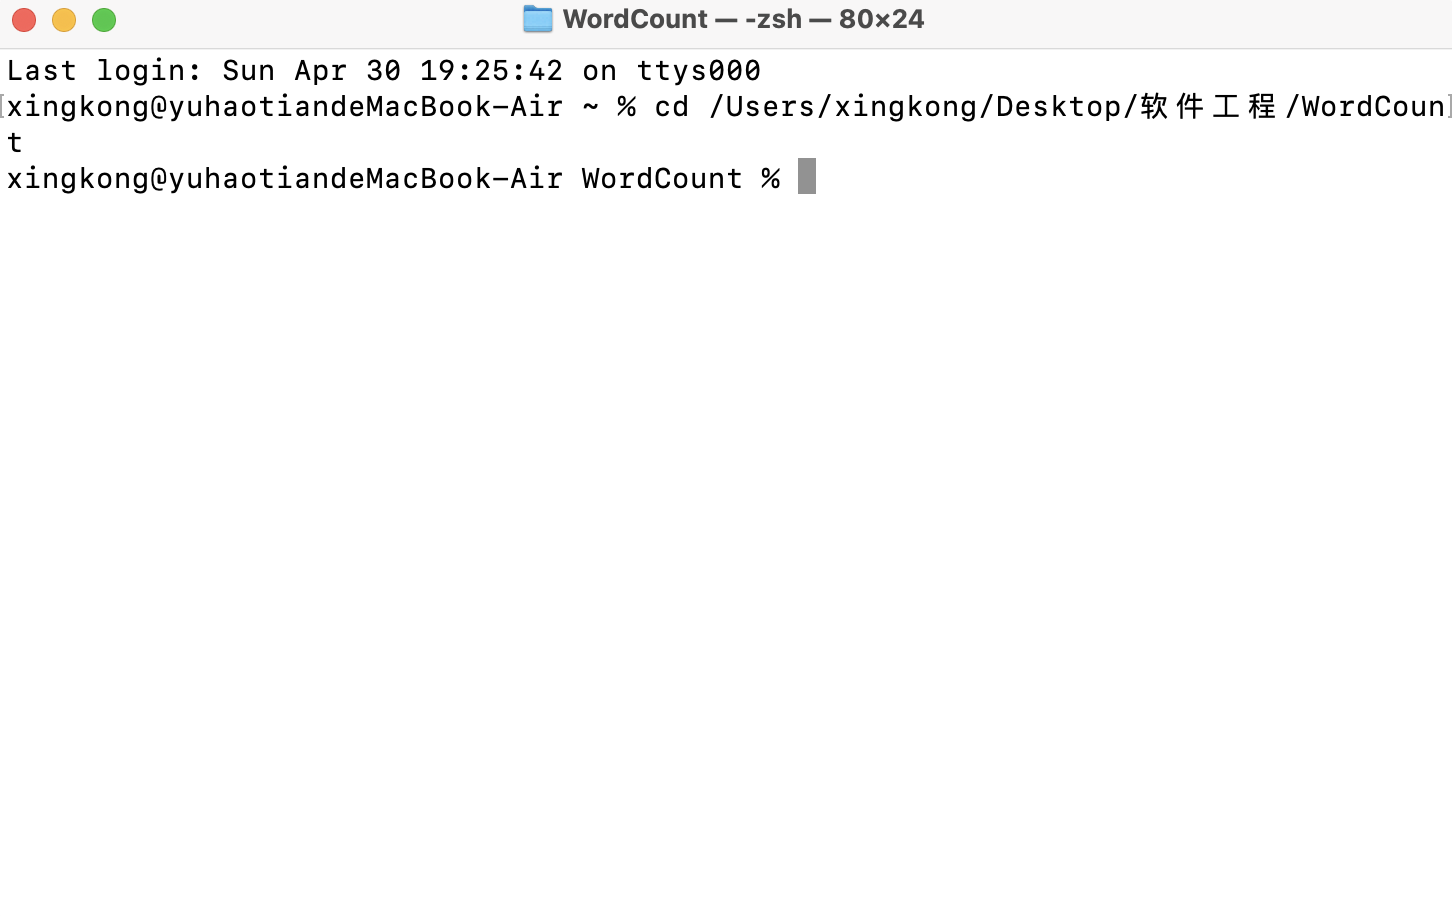 WordCount — -zsh — 80×24
Last login: Sun Apr 30 19:25:42 on ttys000
[xingkong@yuhaotiandeMacBook-Air ~ % cd /Users/xingkong/Desktop/软件工程/WordCoun]
t
xingkong@yuhaotiandeMacBook-Air WordCount %